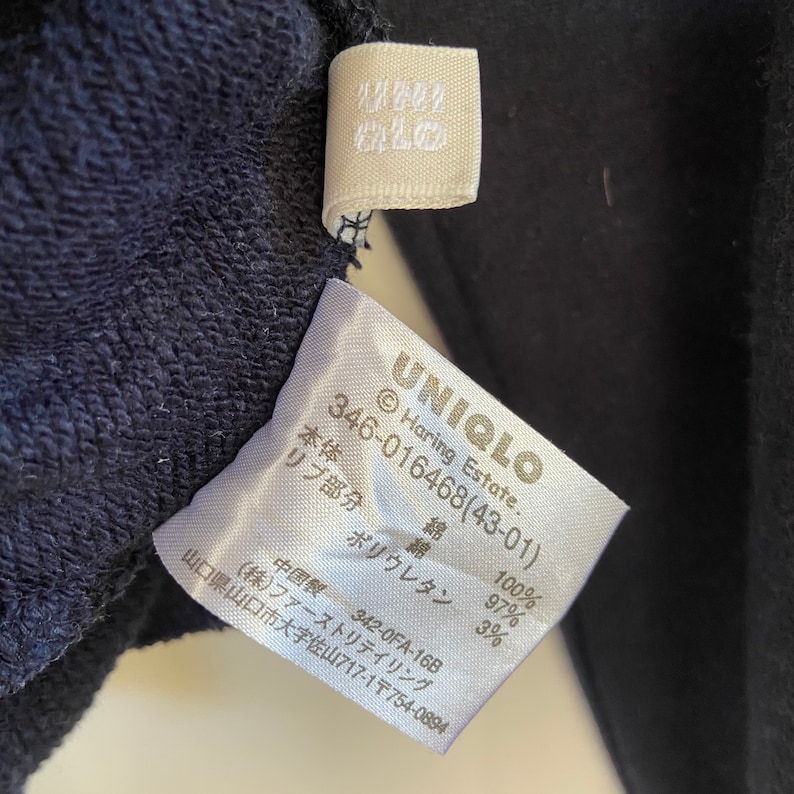 UNI
QLO
UNIQLO
© Haring Estate.
346-016468(43-01)
本体 綿 100%
リブ部分 綿 97%
ポリウレタン 3%
中国製 342-0FA-16B
(株)ファーストリテイリング
山口県山口市大字佐山717-1〒754-0894